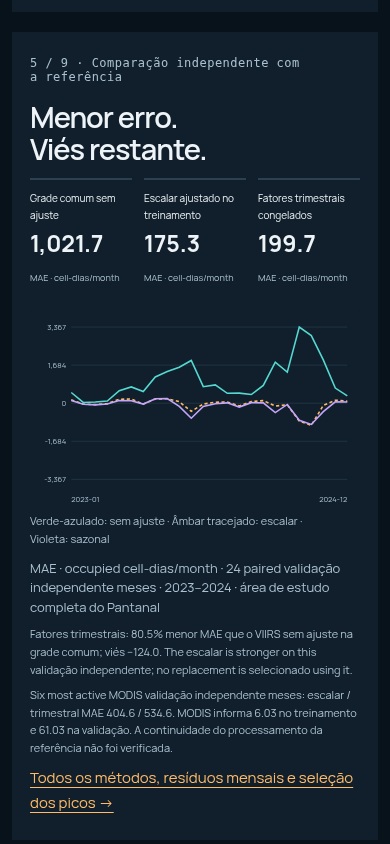 5 / 9 · Comparação independente com
a referência
Menor erro.
Viés restante.
Grade comum sem
ajuste
1,021.7
MAE · cell-dias/month
Escalar ajustado no
treinamento
175.3
MAE · cell-dias/month
Fatores trimestrais
congelados
199.7
MAE · cell-dias/month
3,367
1,684
0
-1,684
-3,367
2023-01
2024-12
Verde-azulado: sem ajuste · Âmbar tracejado: escalar ·
Violeta: sazonal
MAE · occupied cell-dias/month · 24 paired validação
independente meses · 2023–2024 · área de estudo
completa do Pantanal
Fatores trimestrais: 80.5% menor MAE que o VIIRS sem ajuste na
grade comum; viés −124.0. The escalar is stronger on this
validação independente; no replacement is selected using it.
Six most active MODIS validação independente meses: escalar /
trimestral MAE 404.6 / 534.6. MODIS informa 6.03 no treinamento
e 61.03 na validação. A continuidade do processamento da
referência não foi verificada.
Todos os métodos, resíduos mensais e seleção
dos picos →